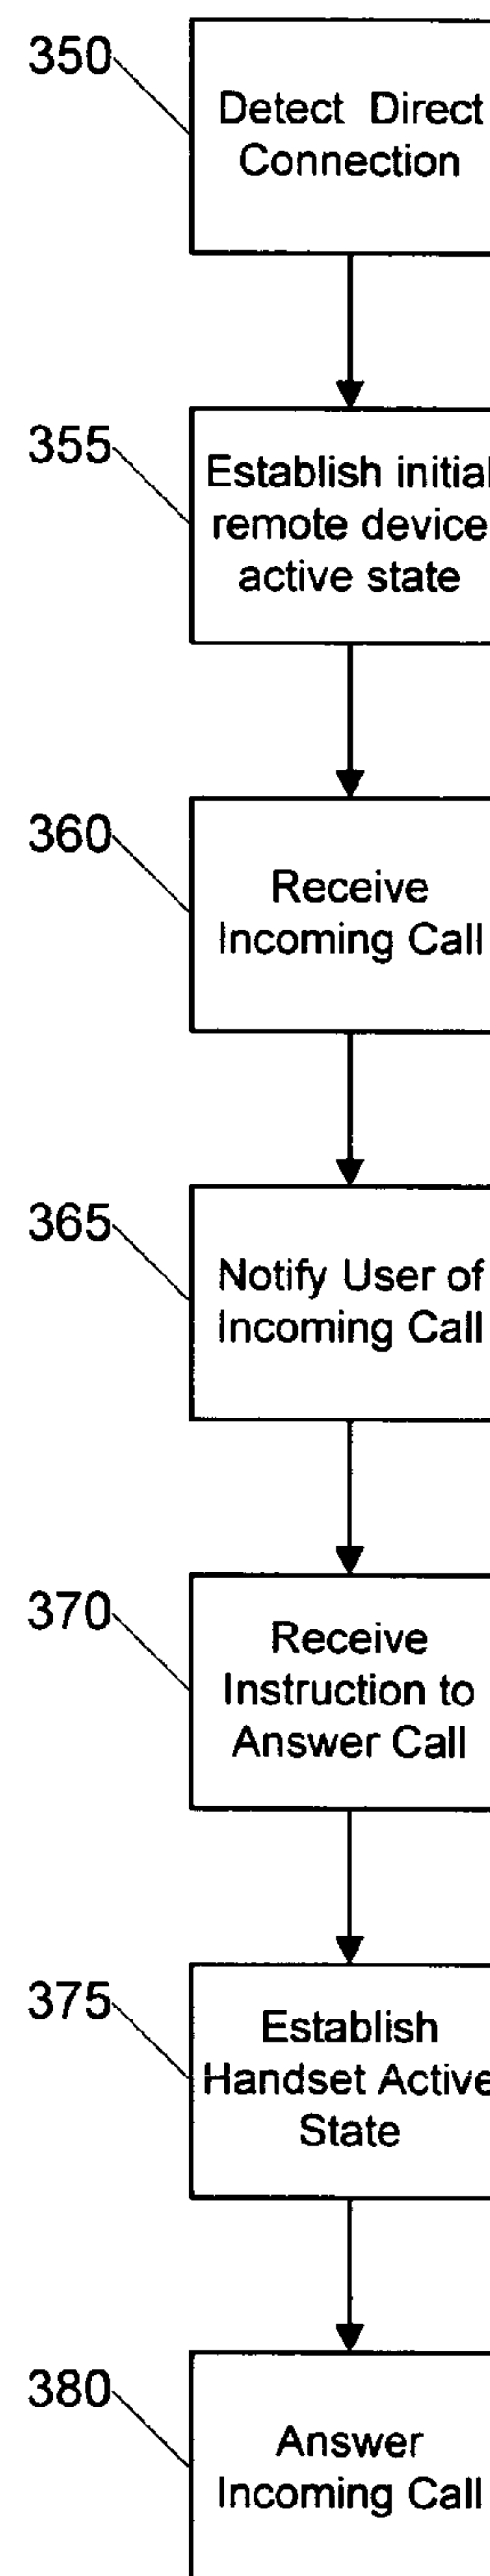 350
Detect Direct
Connection
355
Establish initial
remote device
active state
360
Receive
Incoming Call
365
Notify User of
Incoming Call
370
Receive
Instruction to
Answer Call
375
Establish
Handset Active
State
380
Answer
Incoming Call